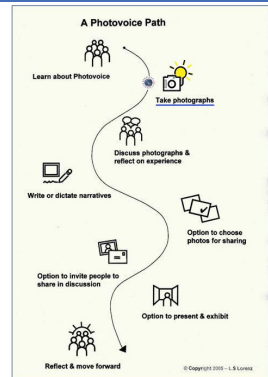 A Photovoice Path
Learn about Photovoice
Take photographs
Discuss photographs &
reflect on experience
Write or dictate narratives
Option to choose
photos for sharing
Option to invite people to
share in discussion
Option to present & exhibit
Reflect & move forward
© Copyright 2005 – L.S Lorenz